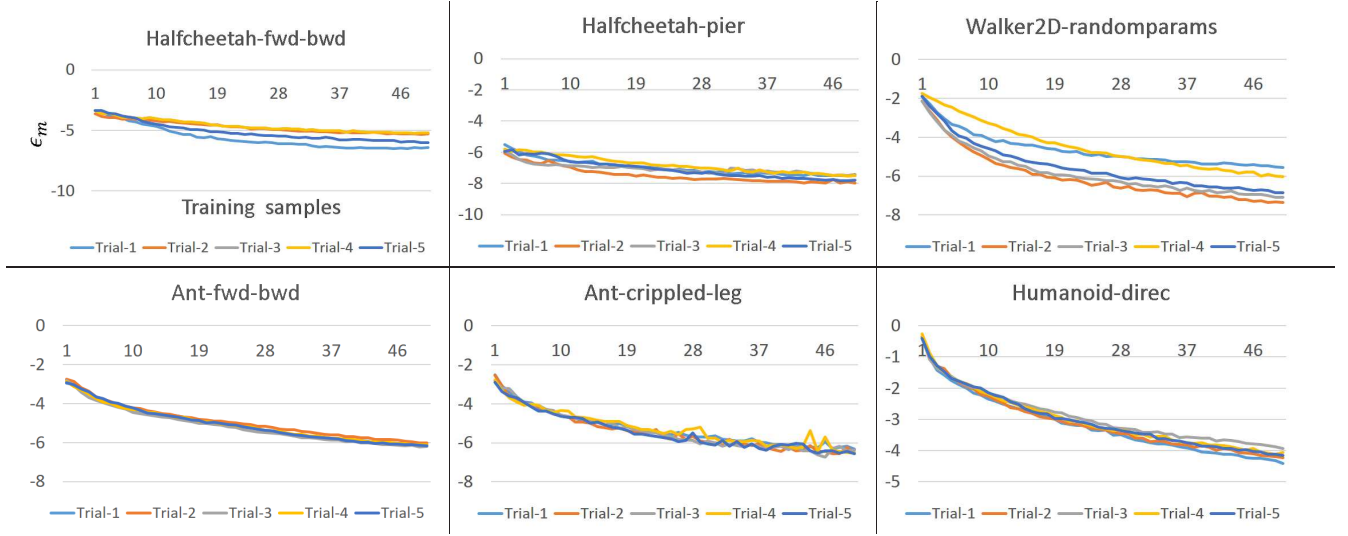 Halfcheetah-fwd-bwd
0
1 10 19 28 37 46
-5
ϵm
-10
Training samples
Trial-1 Trial-2 Trial-3 Trial-4 Trial-5
Halfcheetah-pier
0
1 10 19 28 37 46
-2
-4
-6
-8
-10
Trial-1 Trial-2 Trial-3 Trial-4 Trial-5
Walker2D-randomparams
0
1 10 19 28 37 46
-2
-4
-6
-8
Trial-1 Trial-2 Trial-3 Trial-4 Trial-5
Ant-fwd-bwd
0
1 10 19 28 37 46
-2
-4
-6
-8
Trial-1 Trial-2 Trial-3 Trial-4 Trial-5
Ant-crippled-leg
0
1 10 19 28 37 46
-2
-4
-6
-8
Trial-1 Trial-2 Trial-3 Trial-4 Trial-5
Humanoid-direc
0
1 10 19 28 37 46
-1
-2
-3
-4
-5
Trial-1 Trial-2 Trial-3 Trial-4 Trial-5